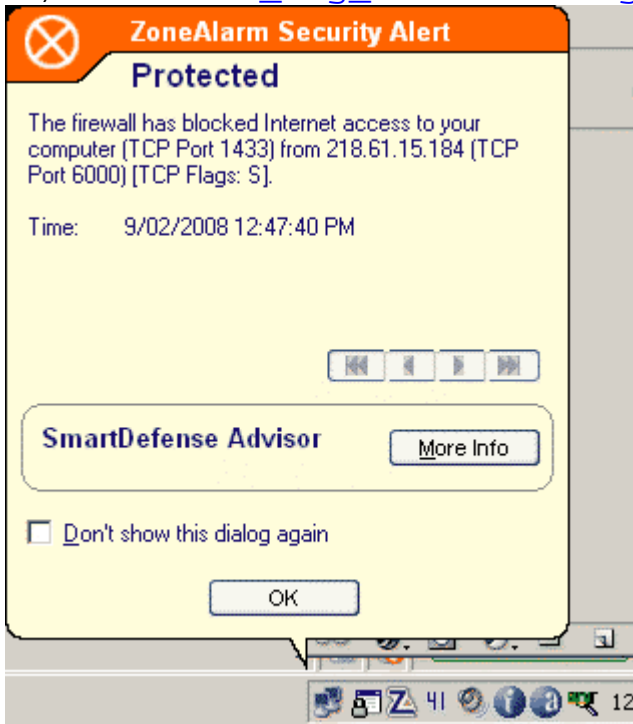 ZoneAlarm Security Alert
Protected
The firewall has blocked Internet access to your
computer (TCP Port 1433) from 218.61.15.184 (TCP
Port 6000) [TCP Flags: S].
Time: 9/02/2008 12:47:40 PM
SmartDefense Advisor
More Info
Don't show this dialog again
OK
41
12